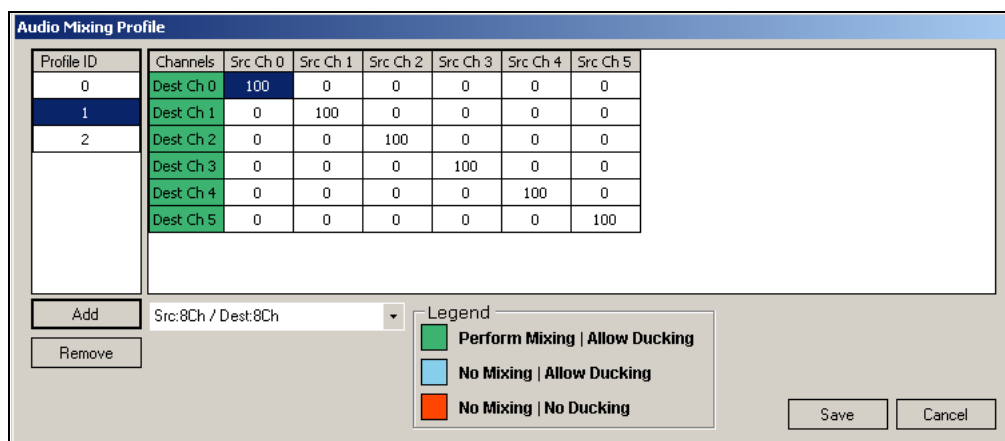 Audio Mixing Profile
Profile ID
0
1
2
Channels Src Ch 0 Src Ch 1 Src Ch 2 Src Ch 3 Src Ch 4 Src Ch 5
Dest Ch 0 100 0 0 0 0 0
Dest Ch 1 0 100 0 0 0 0
Dest Ch 2 0 0 100 0 0 0
Dest Ch 3 0 0 0 100 0 0
Dest Ch 4 0 0 0 0 100 0
Dest Ch 5 0 0 0 0 0 100
Add
Remove
Src:8Ch / Dest:8Ch
Legend
Perform Mixing | Allow Ducking
No Mixing | Allow Ducking
No Mixing | No Ducking
Save
Cancel